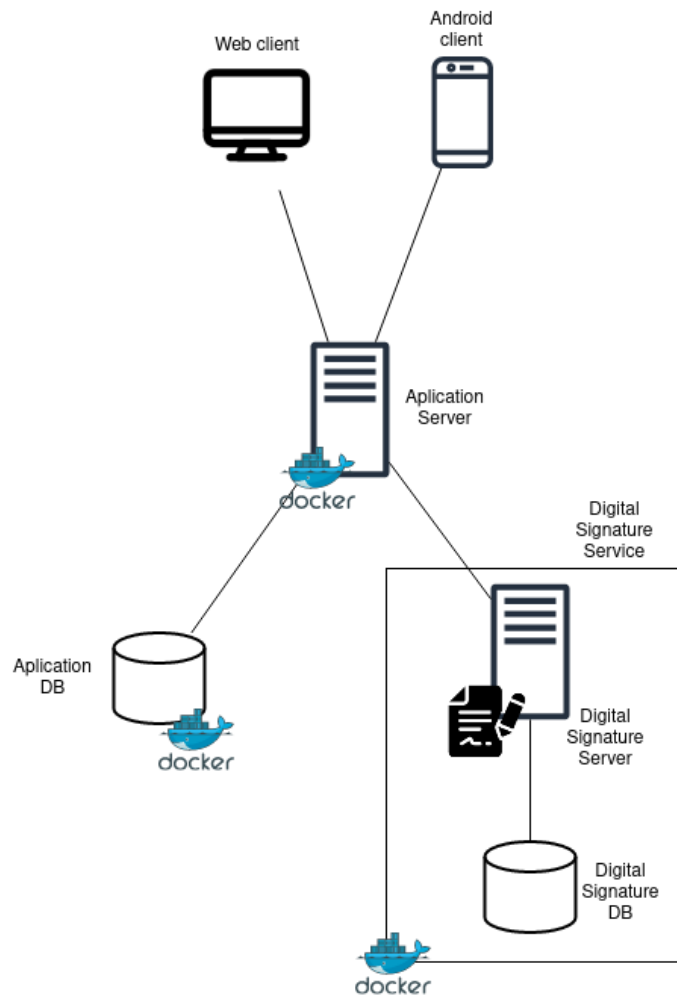 Web client
Android
client
Aplication
Server
docker
Digital
Signature
Service
Aplication
DB
docker
Digital
Signature
Server
Digital
Signature
DB
docker